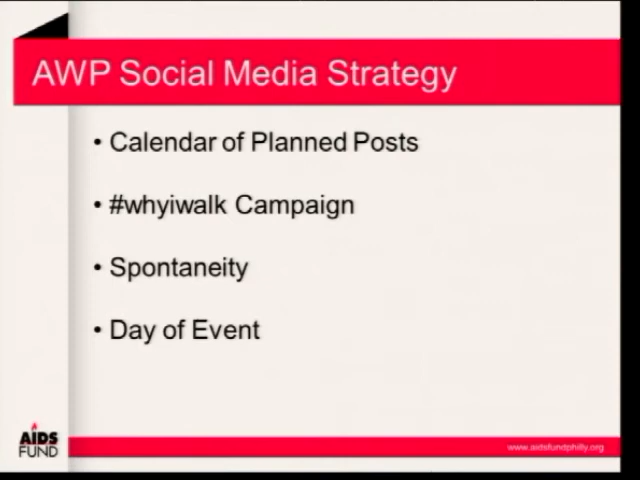 AWP Social Media Strategy
• Calendar of Planned Posts
• #whyiwalk Campaign
• Spontaneity
• Day of Event
AIDS
FUND
www.aidsfundphilly.org